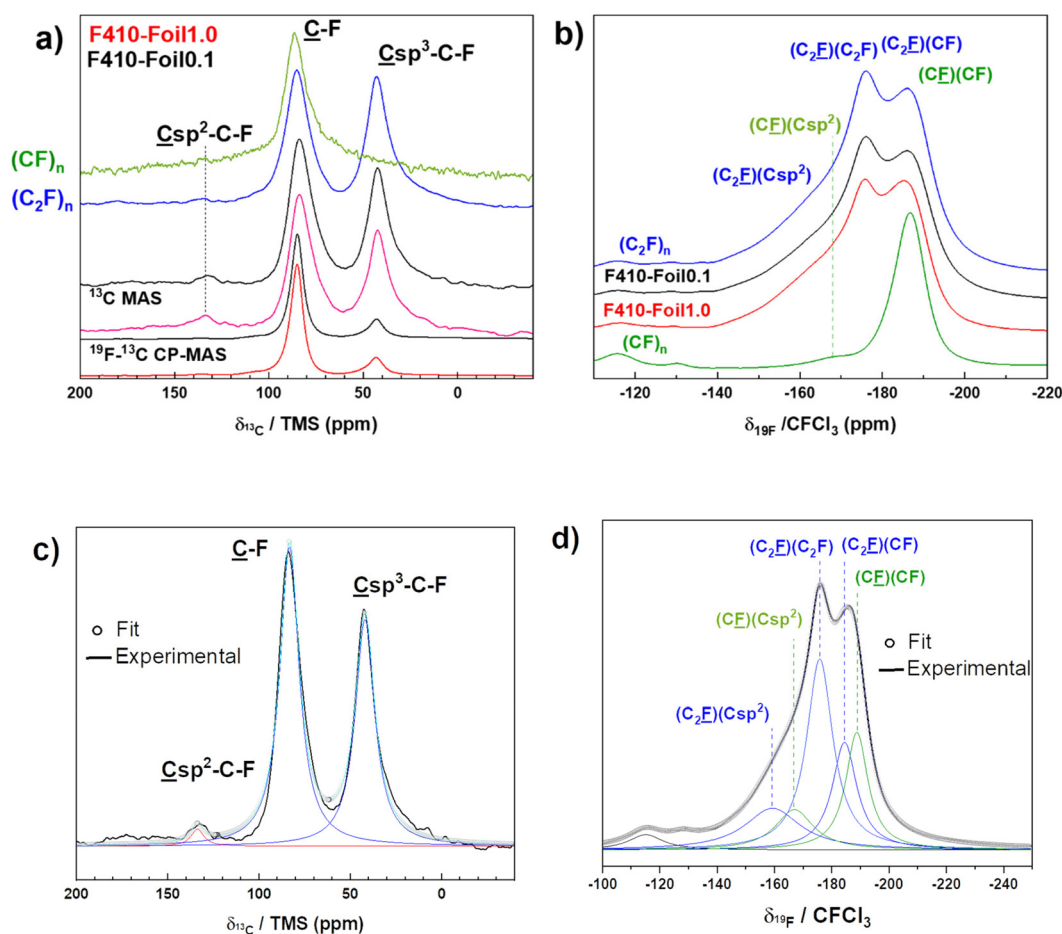 a)
F410-Foil1.0
F410-Foil0.1
C-F
Csp³-C-F
Csp²-C-F
(CF)ₙ
(C₂F)ₙ
¹³C MAS
¹⁹F-¹³C CP-MAS
200 150 100 50 0
δ¹³C / TMS (ppm)
b)
(C₂F)(C₂F) (C₂F)(CF)
(CF)(CF)
(CF)(Csp²)
(C₂F)(Csp²)
(C₂F)ₙ
F410-Foil0.1
F410-Foil1.0
(CF)ₙ
-120 -140 -160 -180 -200 -220
δ19F /CFCl₃ (ppm)
c)
C-F
Csp³-C-F
Fit
Experimental
Csp²-C-F
200 150 100 50 0
δ¹³C / TMS (ppm)
d)
(C₂F)(C₂F) (C₂F)(CF)
(CF)(CF)
(CF)(Csp²)
Fit
Experimental
(C₂F)(Csp²)
-100 -120 -140 -160 -180 -200 -220 -240
δ¹⁹F / CFCl₃